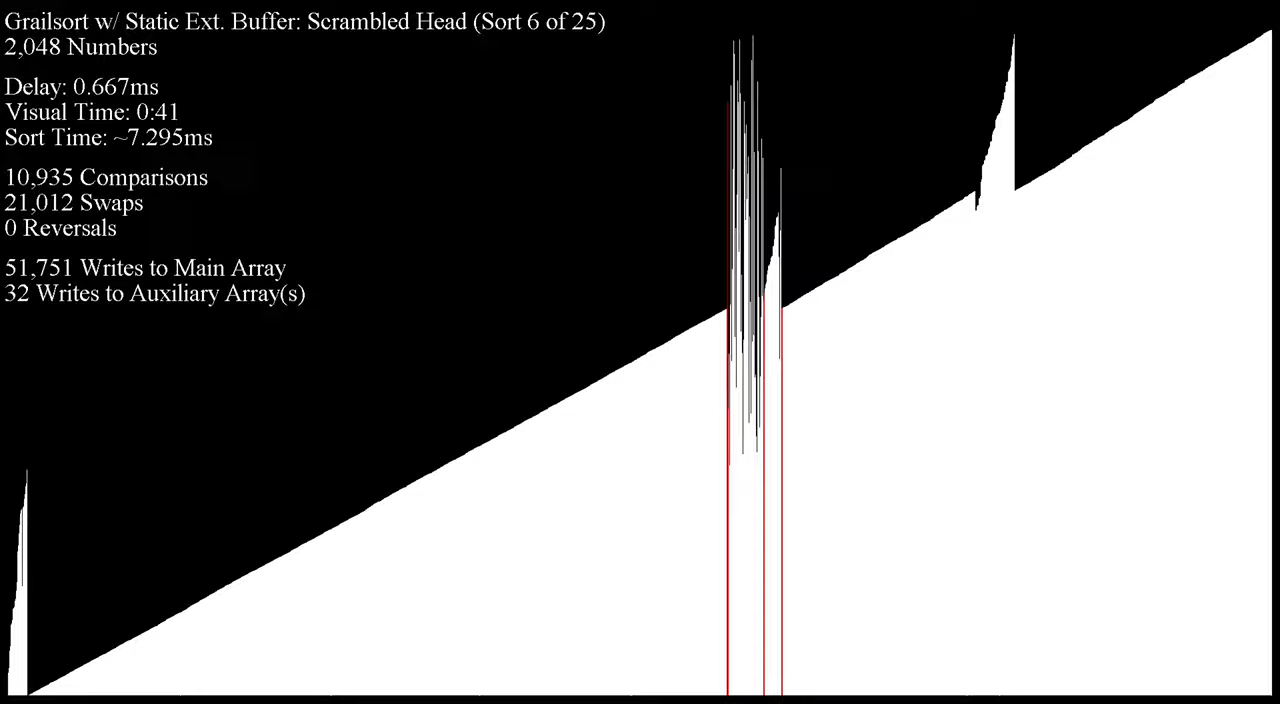 Grailsort w/ Static Ext. Buffer: Scrambled Head (Sort 6 of 25)
2,048 Numbers
Delay: 0.667ms
Visual Time: 0:41
Sort Time: ~7.295ms
10,935 Comparisons
21,012 Swaps
0 Reversals
51,751 Writes to Main Array
32 Writes to Auxiliary Array(s)